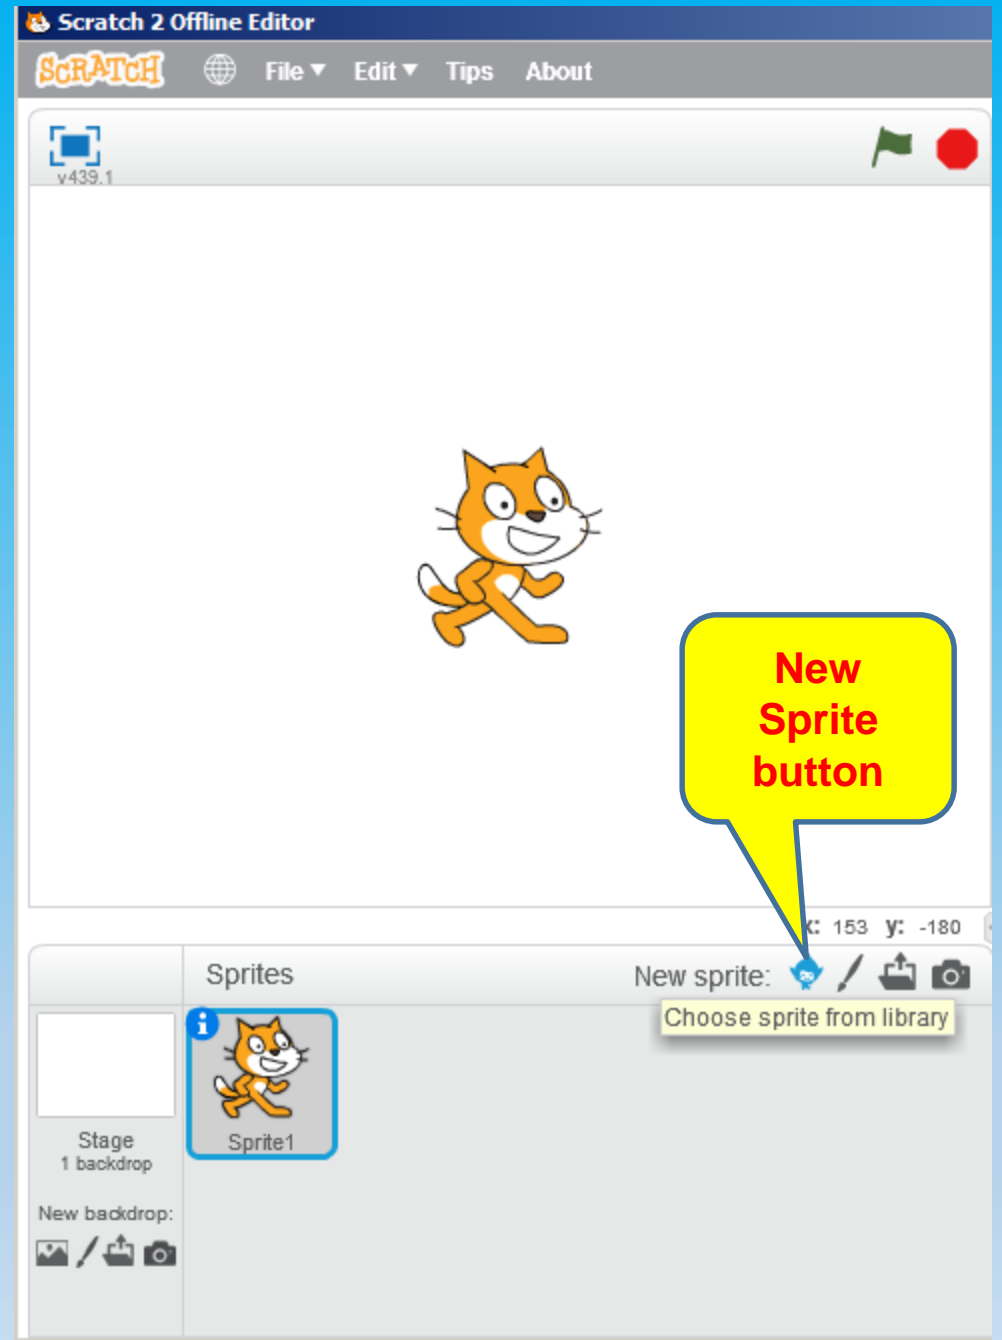 Scratch 2 Offline Editor
SCRATCH File Edit Tips About
v439.1
New
Sprite
button
x: 153 y: -180
Sprites New sprite:
Choose sprite from library
i
Sprite1
Stage
1 backdrop
New backdrop: